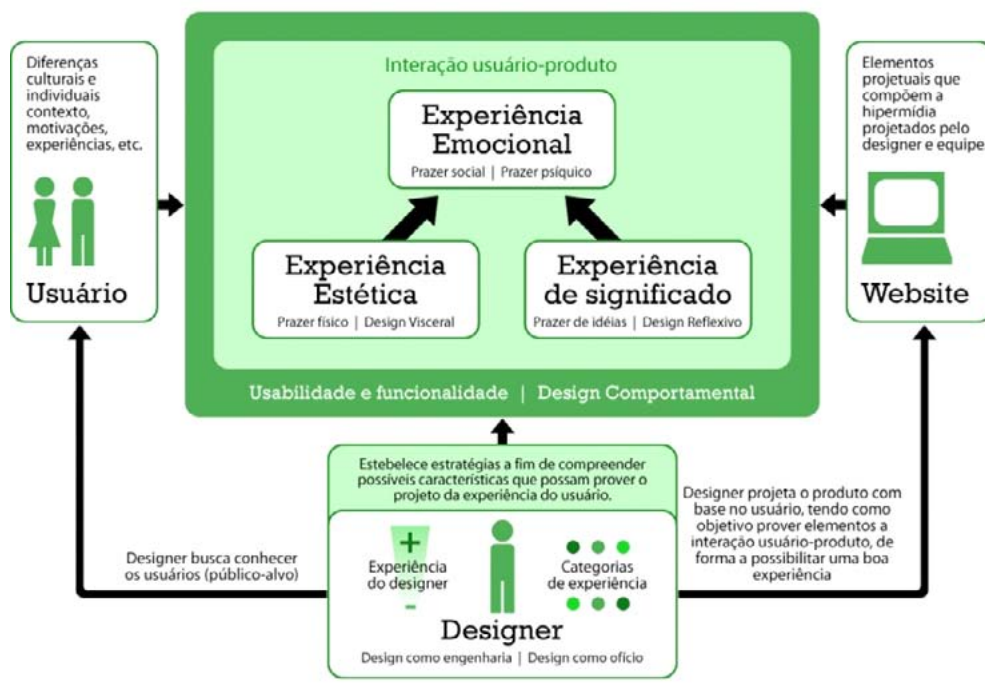 Diferenças
culturais e
individuais
contexto,
motivações,
experiências, etc.
Usuário
Interação usuário-produto
Experiência
Emocional
Prazer social | Prazer psíquico
Experiência
Estética
Prazer físico | Design Visceral
Experiência
de significado
Prazer de idéias | Design Reflexivo
Usabilidade e funcionalidade | Design Comportamental
Elementos
projetuais que
compõem a
hipermídia
projetados pelo
designer e equipe
Website
Estebelece estratégias a fim de compreender
possíveis características que possam prover o
projeto da experiência do usuário.
+
Experiência
do designer
-
Categorias
de experiência
Designer
Design como engenharia | Design como ofício
Designer busca conhecer
os usuários (público-alvo)
Designer projeta o produto com
base no usuário, tendo como
objetivo prover elementos a
interação usuário-produto, de
forma a possibilitar uma boa
experiência